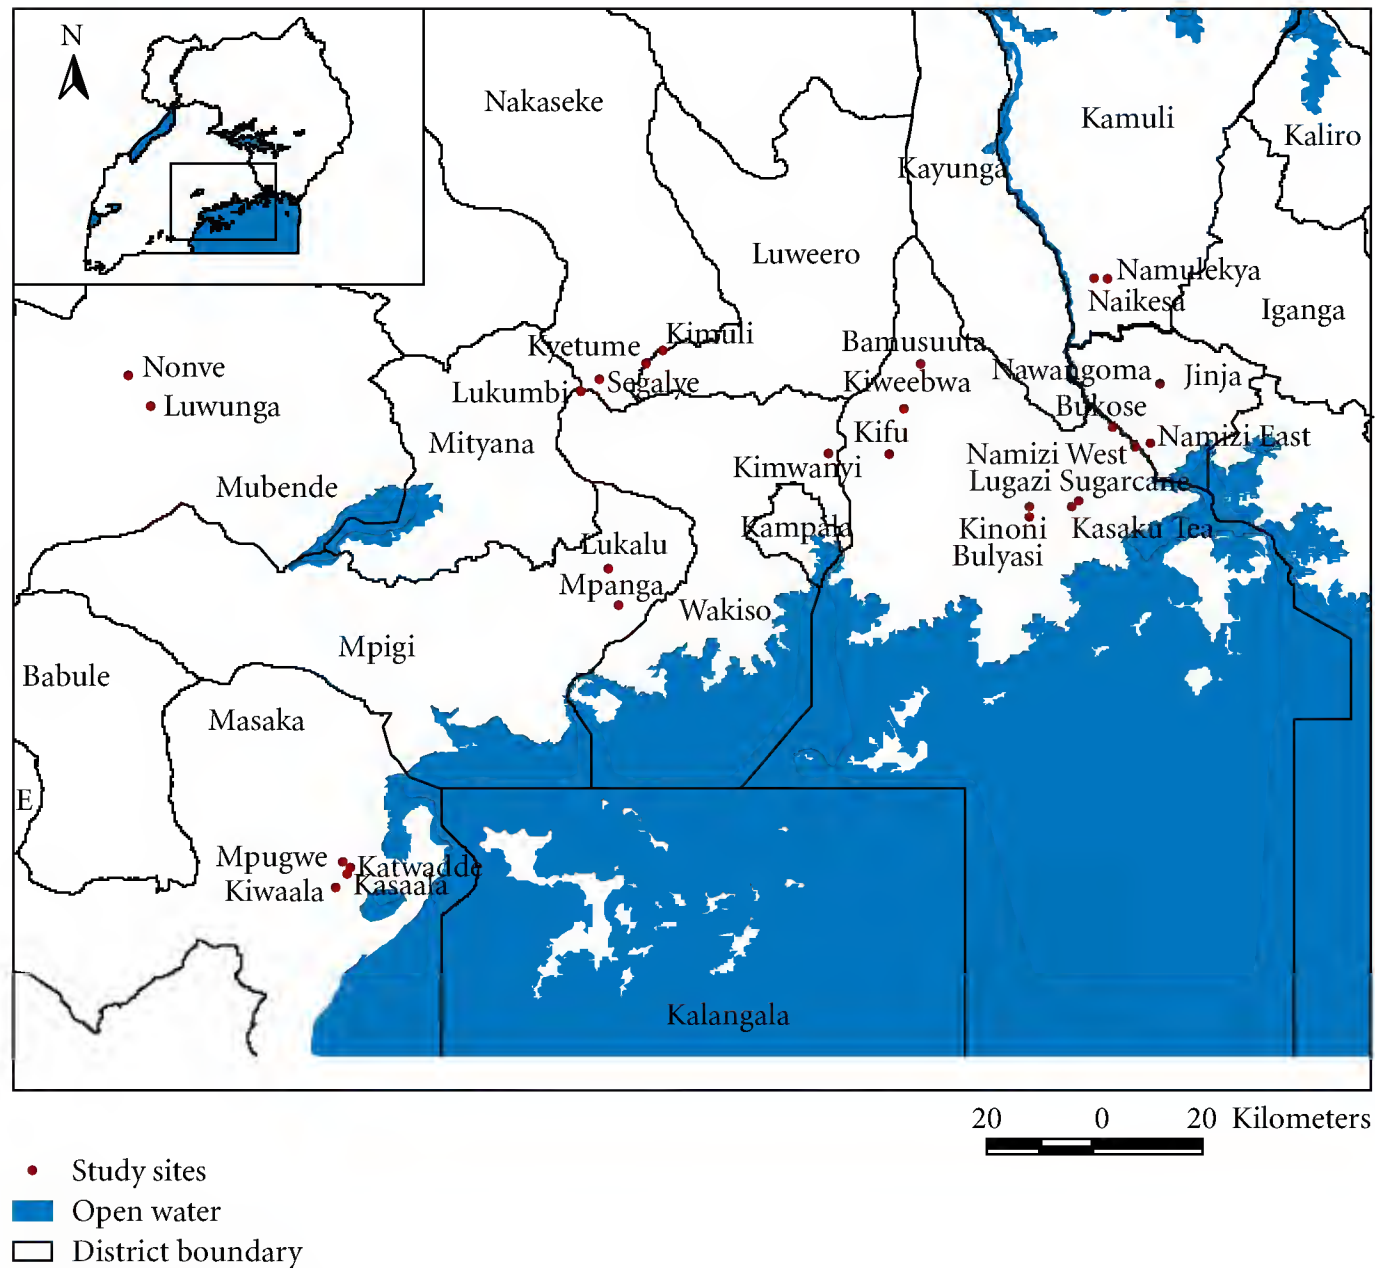 N
Nakaseke
Kamuli
Kaliro
Kayunga
Luweero
Namulekya
Naikesa
Iganga
Kimuli
Kyetume
Bamusuuta
Nonve
Segalye
Kiweebwa
Nawangoma
Jinja
Lukumbi
Luwunga
Bukose
Mityana
Kifu
Namizi East
Kimwanyi
Namizi West
Mubende
Lugazi Sugarcane
Kampala
Kinoni
Kasaku Tea
Lukalu
Bulyasi
Mpanga
Wakiso
Mpigi
Babule
Masaka
E
Mpugwe
Katwadde
Kiwaala
Kasaala
Kalangala
20 0 20 Kilometers
Study sites
Open water
District boundary